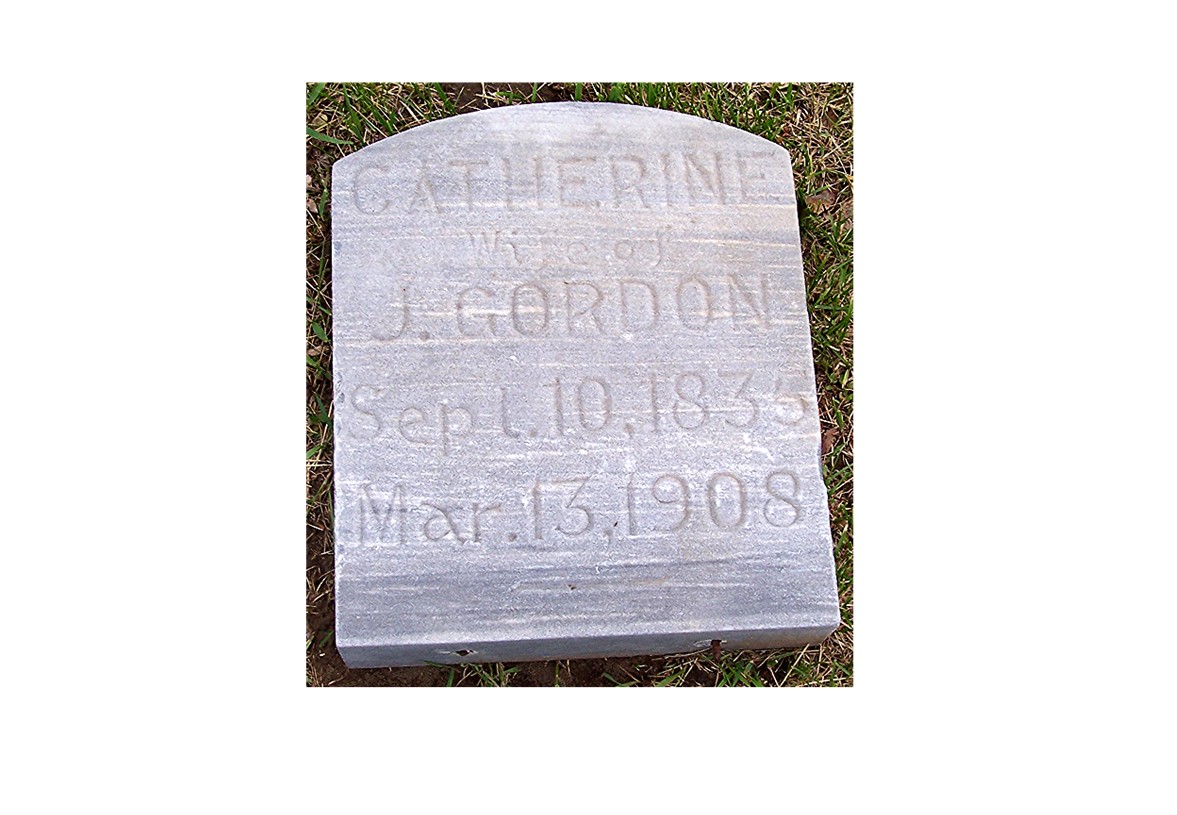 CATHERINE
Wife of
J. GORDON
Sept. 10, 1835
Mar. 13, 1908